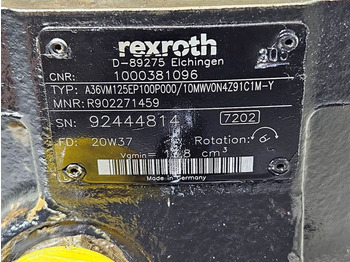 rexroth
D-89275 Elchingen
CNR: 1000381096
TYP: A36VM125EP100P000/10MWV0N4Z91C1M-Y
MNR: R902271459
SN: 92444814 7202
FD: 20W37 Rotation:
Vgmin= cm³
Made in Germany